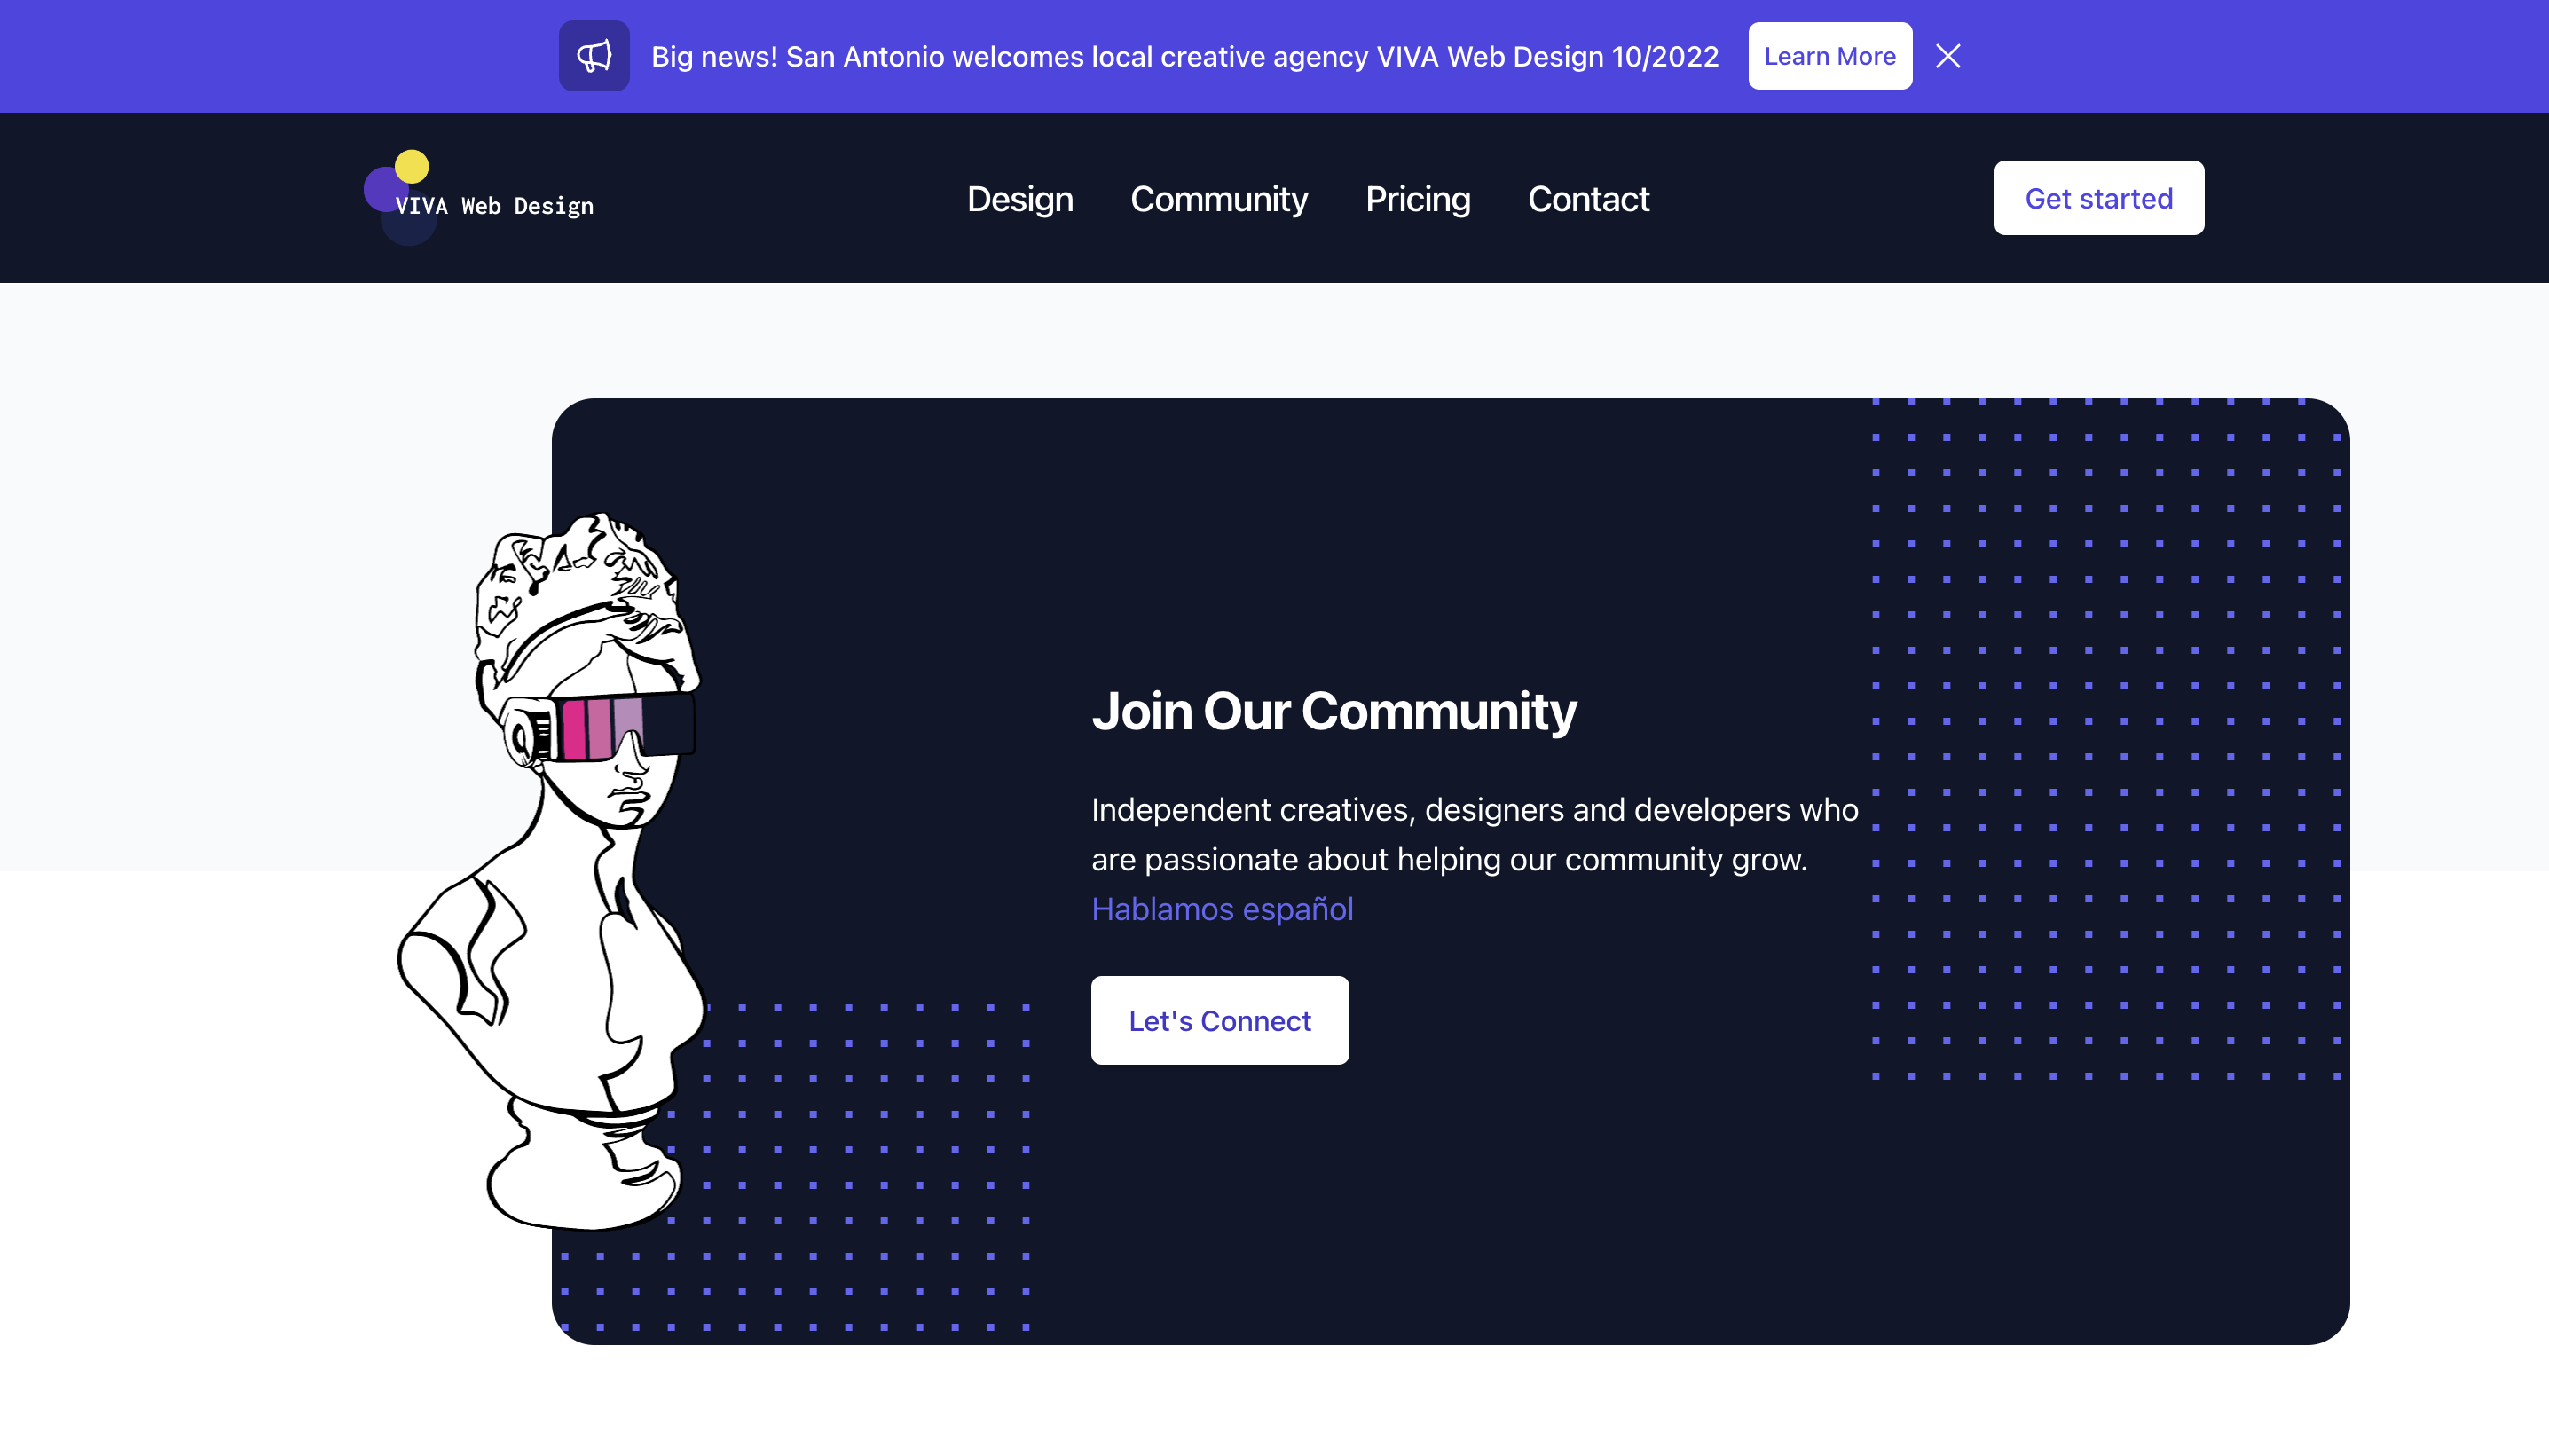 Big news! San Antonio welcomes local creative agency VIVA Web Design 10/2022
Learn More
VIVA Web Design
Design
Community
Pricing
Contact
Get started
Join Our Community
Independent creatives, designers and developers who
are passionate about helping our community grow.
Hablamos español
Let's Connect